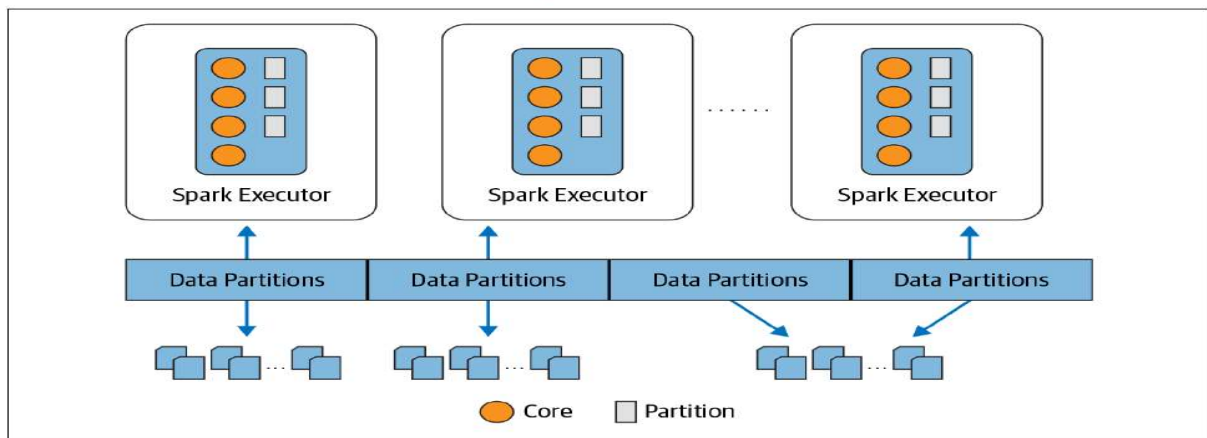 Spark Executor Spark Executor Spark Executor
Data Partitions Data Partitions Data Partitions Data Partitions
Core Partition